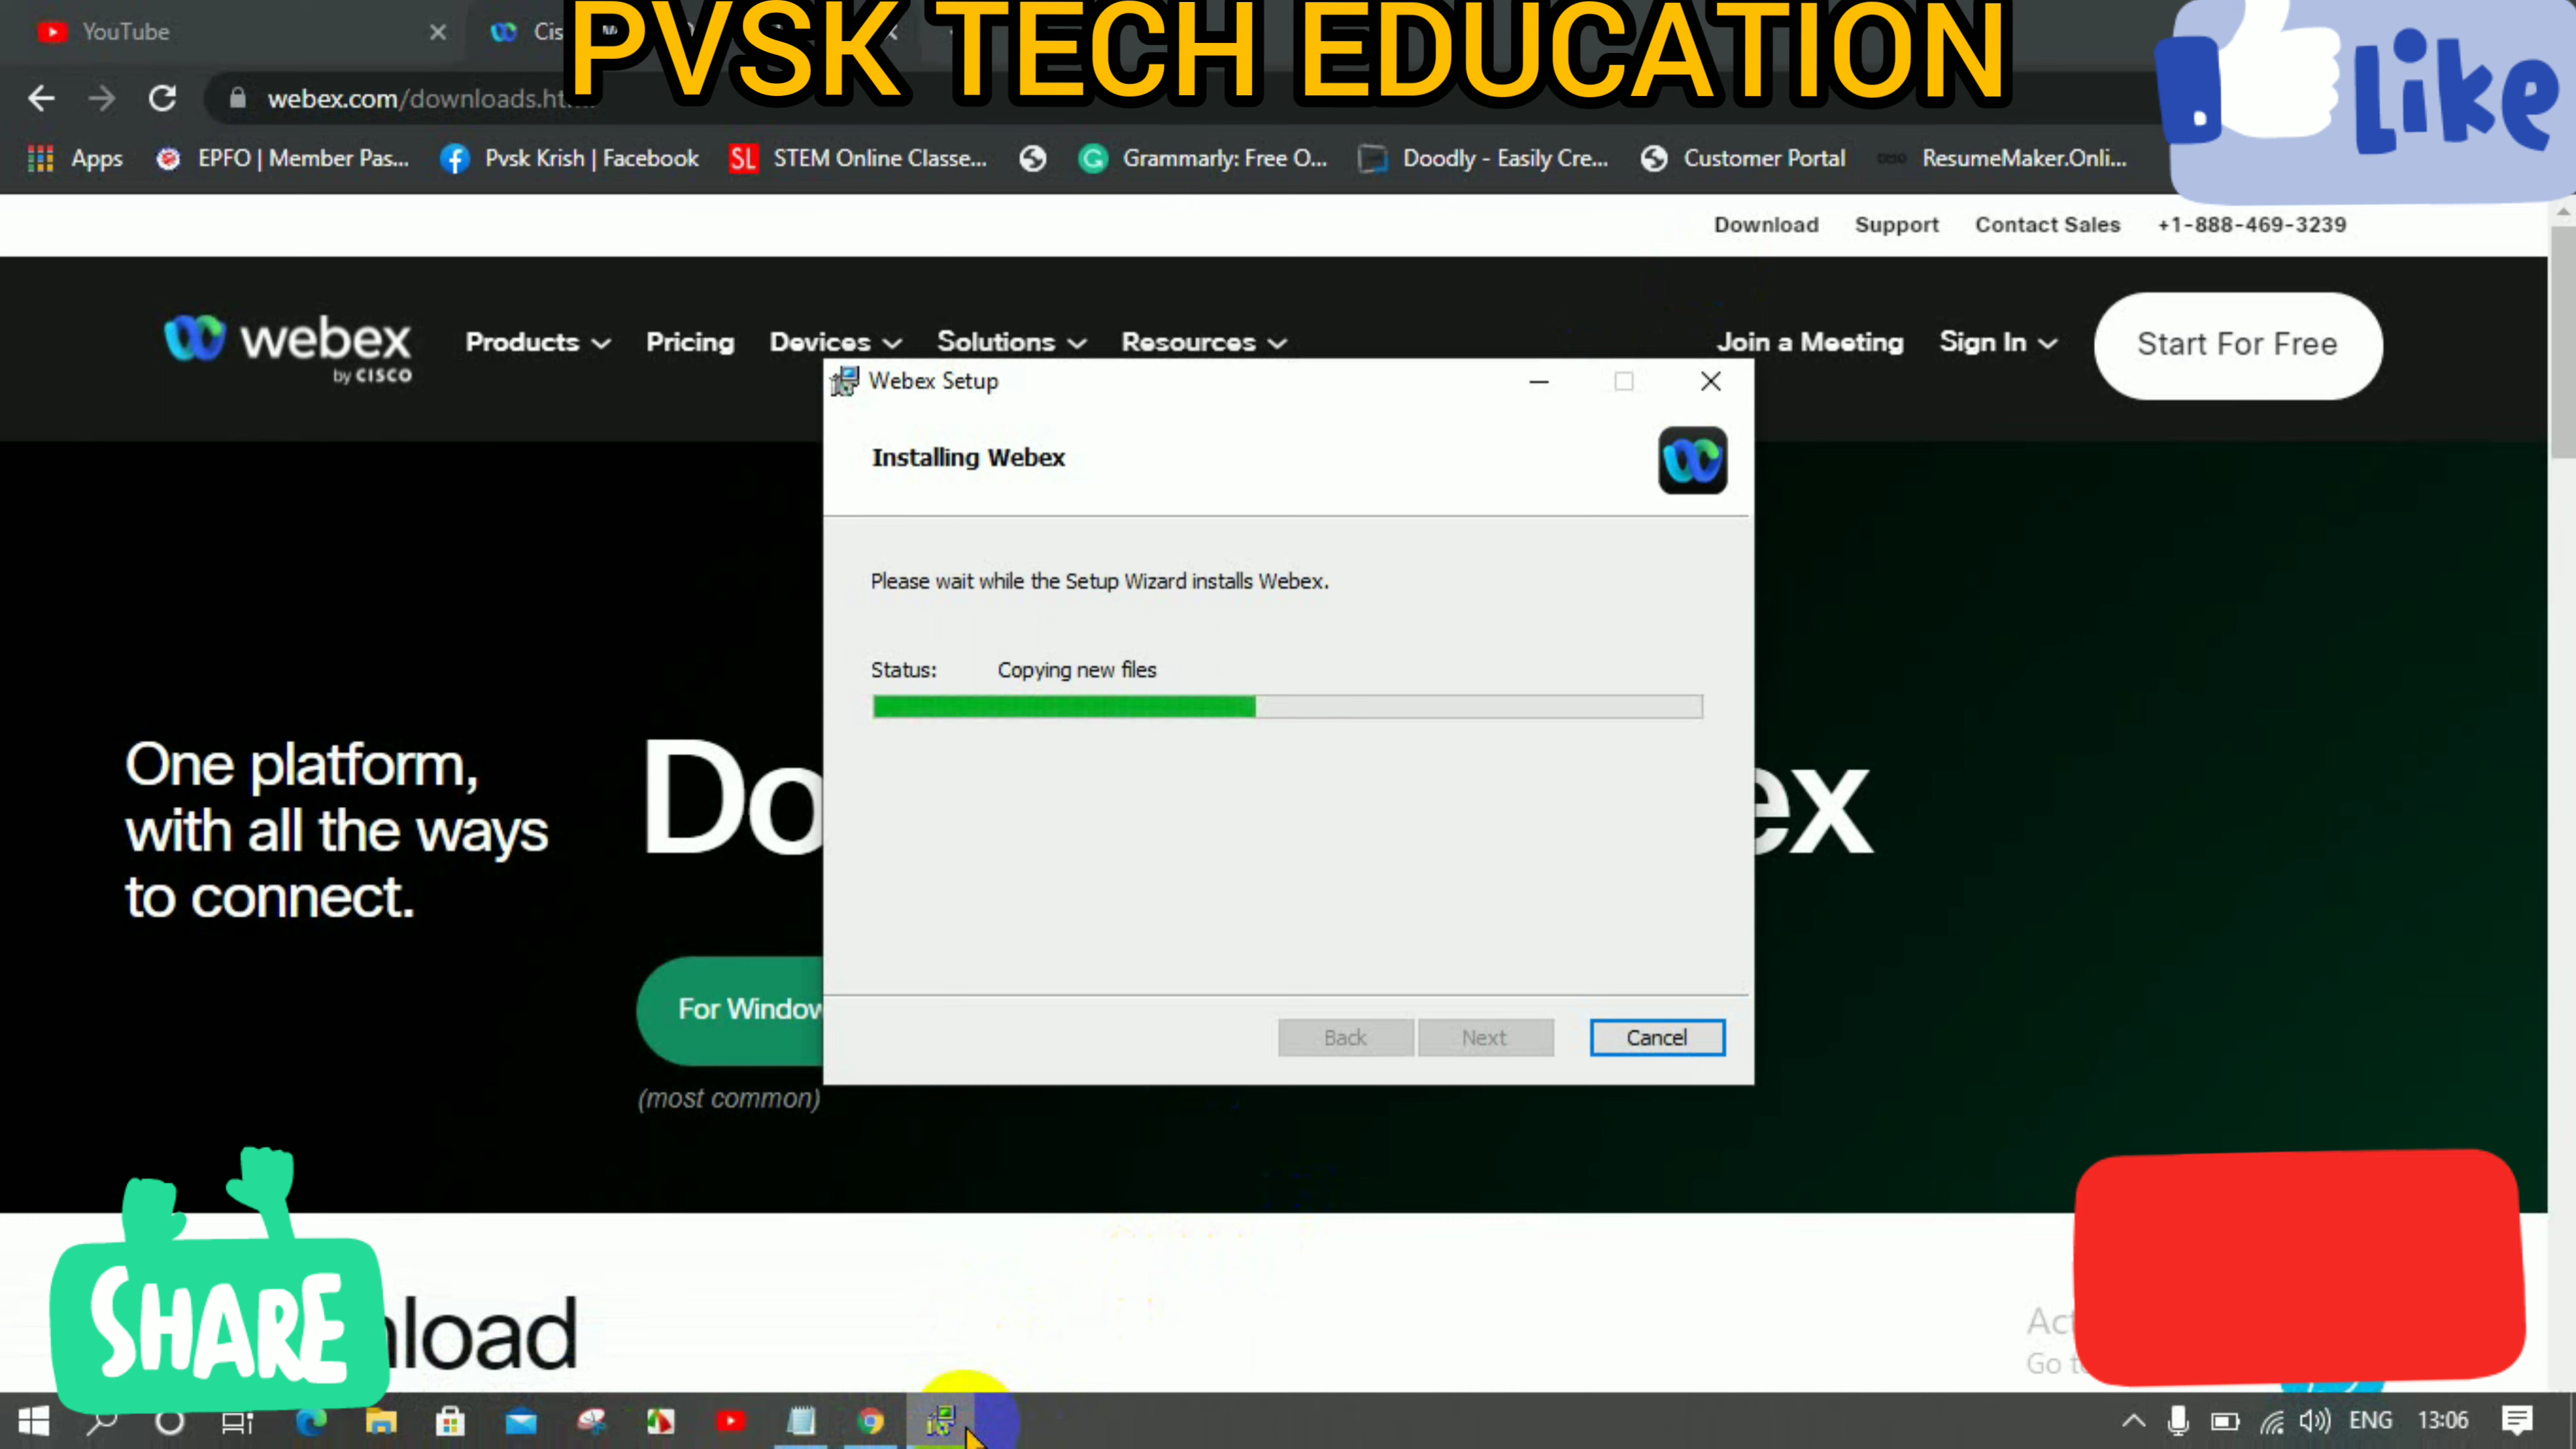 PVSK TECH EDUCATION
Like
YouTube
Cis
webex.com/downloads.ht
Apps
EPFO | Member Pas...
Pvsk Krish | Facebook
SL
STEM Online Classe...
Grammarly: Free O...
Doodly - Easily Cre...
Customer Portal
ResumeMaker.Onli...
Download Support Contact Sales +1-888-469-3239
webex
by CISCO
Products Pricing Devices Solutions Resources
Join a Meeting Sign In Start For Free
Webex Setup
Installing Webex
Please wait while the Setup Wizard installs Webex.
Status: Copying new files
Back Next Cancel
One platform,
with all the ways
to connect.
Do
ex
For Window
(most common)
SHARE
load
Act
Go t
ENG 13:06